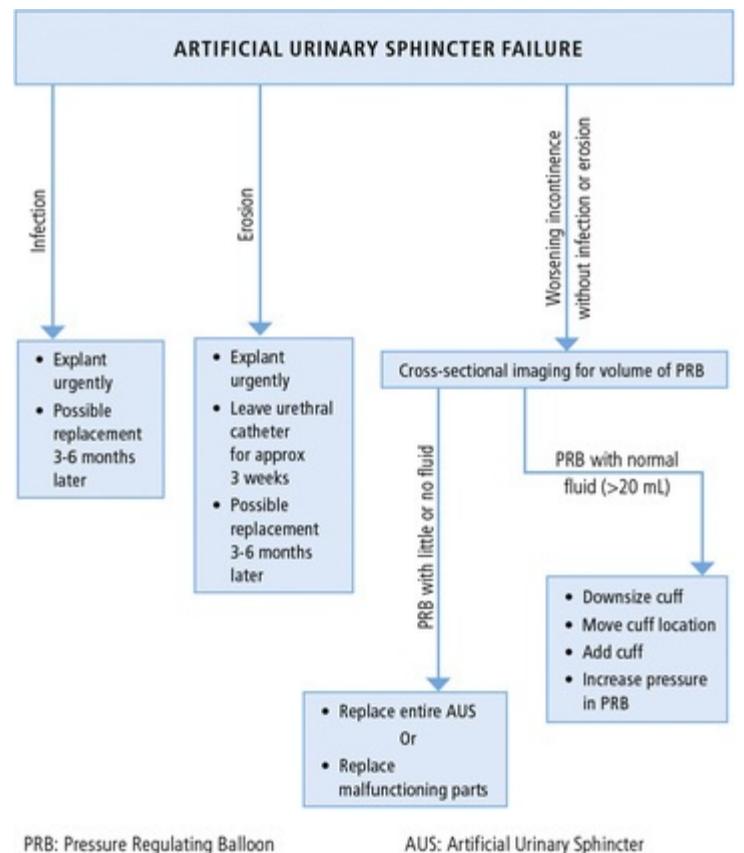 ARTIFICIAL URINARY SPHINCTER FAILURE
Infection
Erosion
Worsening incontinence
without infection or erosion
• Explant
urgently
• Possible
replacement
3-6 months
later
• Explant
urgently
• Leave urethral
catheter
for approx
3 weeks
• Possible
replacement
3-6 months
later
Cross-sectional imaging for volume of PRB
PRB with little or no fluid
PRB with normal
fluid (>20 mL)
• Downsize cuff
• Move cuff location
• Add cuff
• Increase pressure
in PRB
• Replace entire AUS
Or
• Replace
malfunctioning parts
PRB: Pressure Regulating Balloon
AUS: Artificial Urinary Sphincter